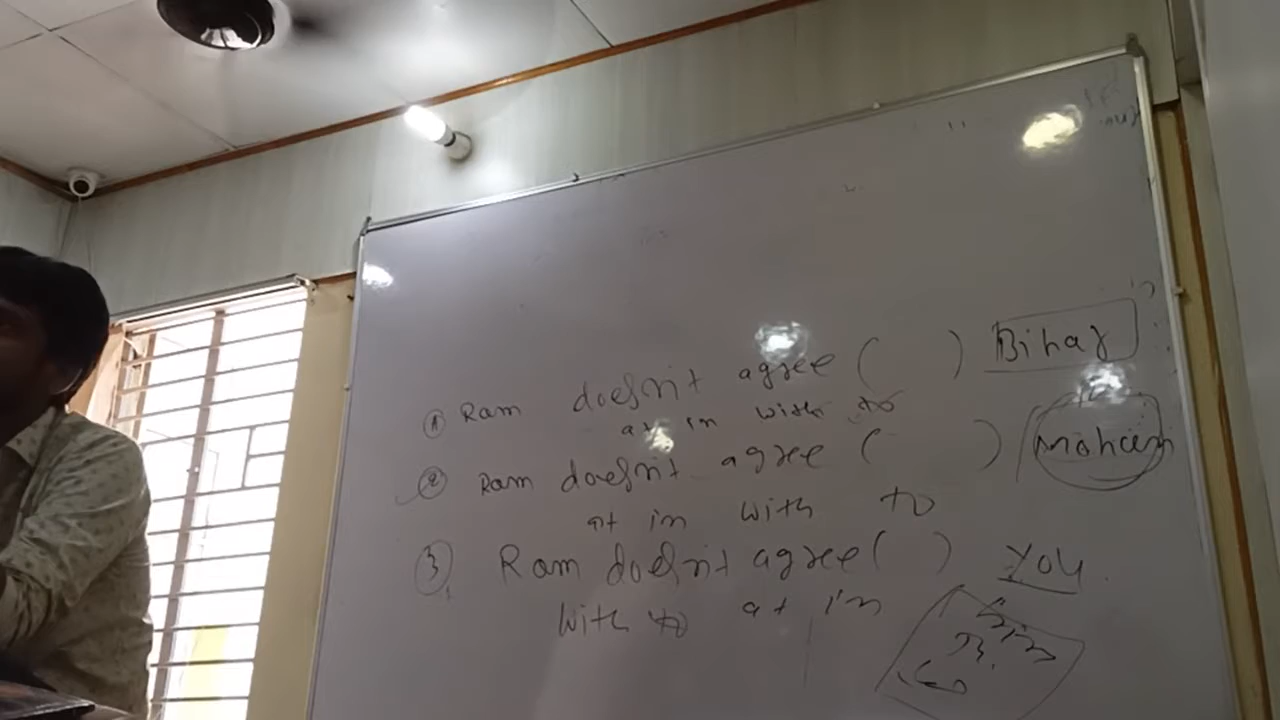 ① Ram doesn't agree ( ) Bihar
at in with to
② Ram doesn't agree ( )
at in with to
3 Ram doesn't agree ( ) you
with to at in